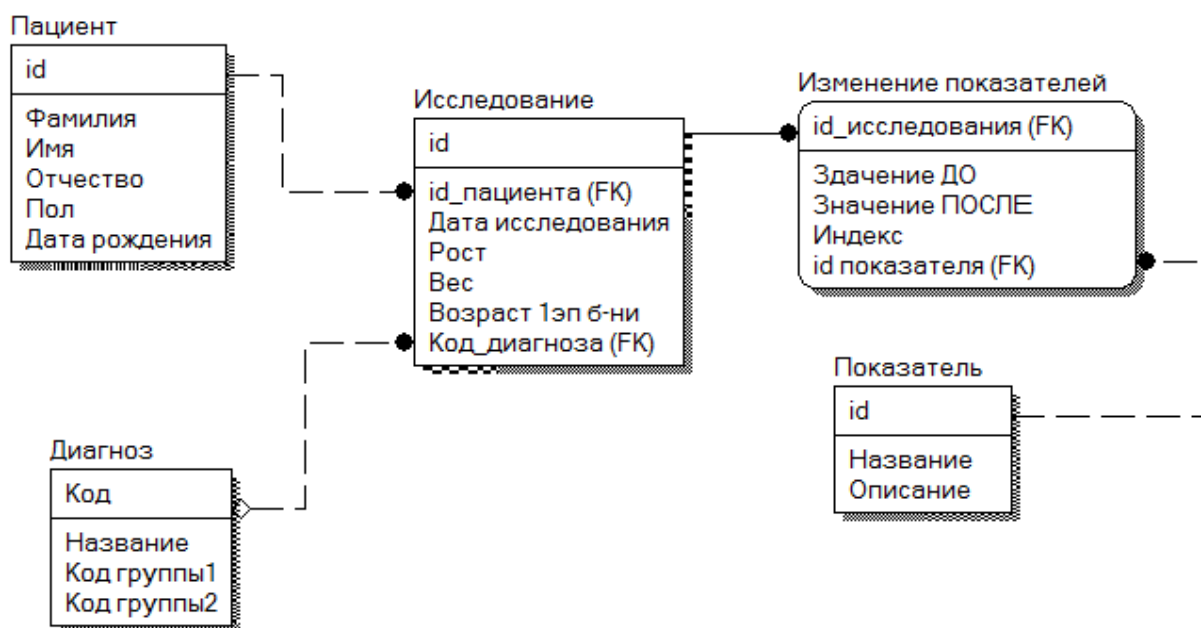 Пациент
id
Фамилия
Имя
Отчество
Пол
Дата рождения
Исследование
id
id_пациента (FK)
Дата исследования
Рост
Вес
Возраст 1эп б-ни
Код_диагноза (FK)
Изменение показателей
id_исследования (FK)
Здачение ДО
Значение ПОСЛЕ
Индекс
id показателя (FK)
Показатель
id
Название
Описание
Диагноз
Код
Название
Код группы1
Код группы2